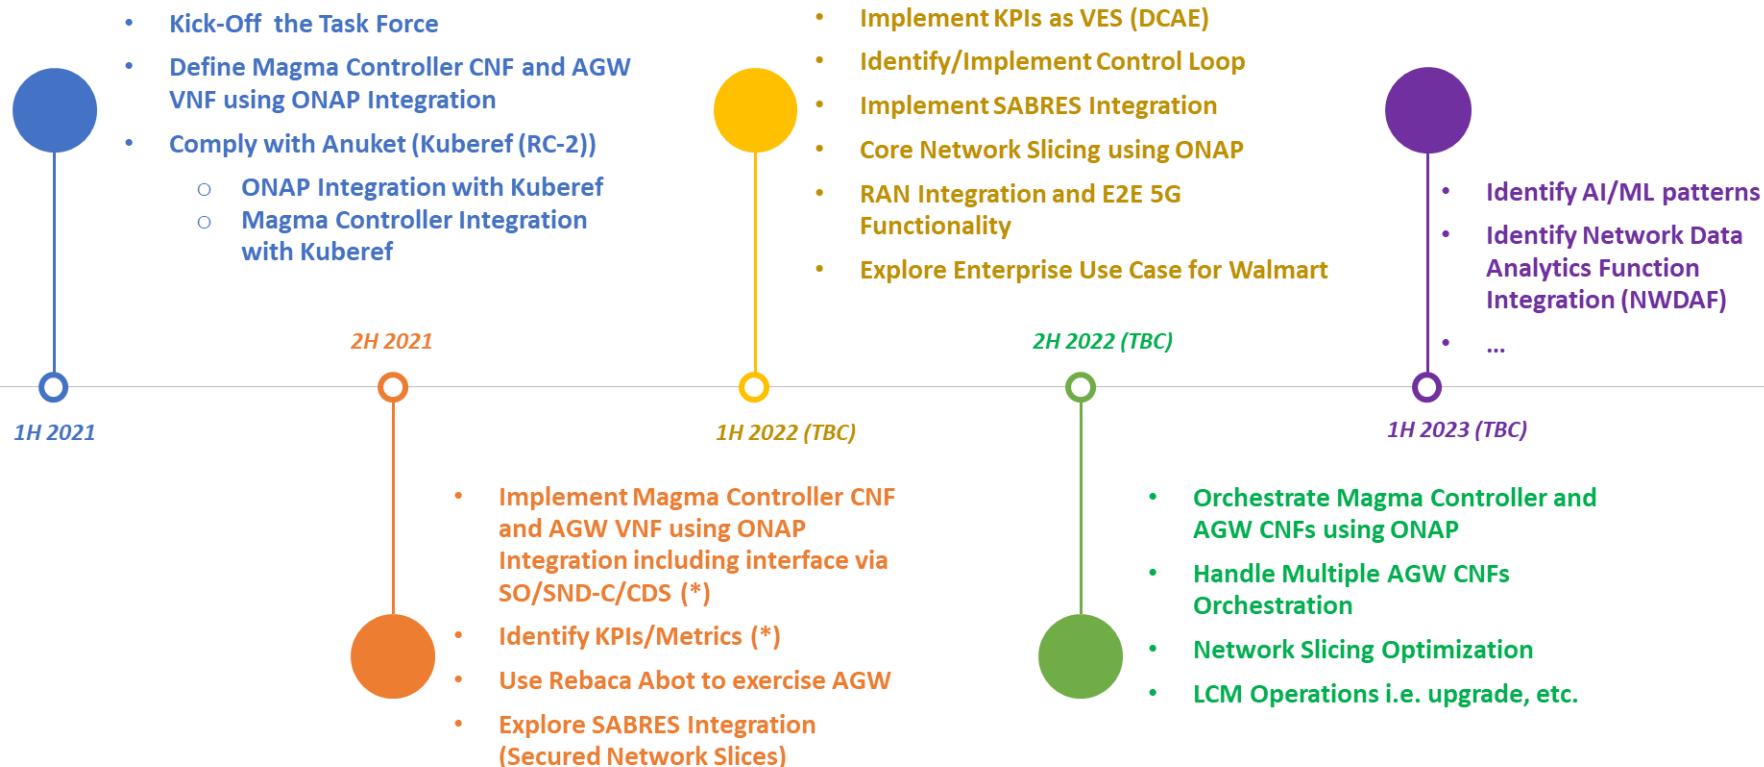 • Kick-Off the Task Force
• Define Magma Controller CNF and AGW
VNF using ONAP Integration
• Comply with Anuket (Kuberef (RC-2))
o ONAP Integration with Kuberef
o Magma Controller Integration
with Kuberef
1H 2021
2H 2021
• Implement Magma Controller CNF
and AGW VNF using ONAP
Integration including interface via
SO/SND-C/CDS (*)
• Identify KPIs/Metrics (*)
• Use Rebaca Abot to exercise AGW
• Explore SABRES Integration
(Secured Network Slices)
• Implement KPIs as VES (DCAE)
• Identify/Implement Control Loop
• Implement SABRES Integration
• Core Network Slicing using ONAP
• RAN Integration and E2E 5G
Functionality
• Explore Enterprise Use Case for Walmart
1H 2022 (TBC)
2H 2022 (TBC)
• Orchestrate Magma Controller and
AGW CNFs using ONAP
• Handle Multiple AGW CNFs
Orchestration
• Network Slicing Optimization
• LCM Operations i.e. upgrade, etc.
• Identify AI/ML patterns
• Identify Network Data
Analytics Function
Integration (NWDAF)
• ...
1H 2023 (TBC)